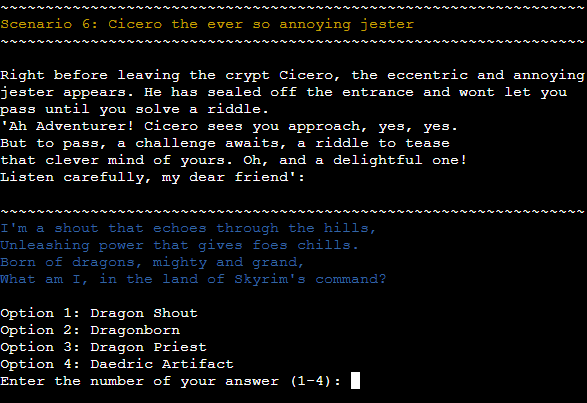 ~~~~~~~~~~~~~~~~~~~~~~~~~~~~~~~~~~~~~~~~~~~~~~~~~~~~~~~~~~~~~~~~~
Scenario 6: Cicero the ever so annoying jester
~~~~~~~~~~~~~~~~~~~~~~~~~~~~~~~~~~~~~~~~~~~~~~~~~~~~~~~~~~~~~~~~~
Right before leaving the crypt Cicero, the eccentric and annoying
jester appears. He has sealed off the entrance and wont let you
pass until you solve a riddle.
'Ah Adventurer! Cicero sees you approach, yes, yes.
But to pass, a challenge awaits, a riddle to tease
that clever mind of yours. Oh, and a delightful one!
Listen carefully, my dear friend':
~~~~~~~~~~~~~~~~~~~~~~~~~~~~~~~~~~~~~~~~~~~~~~~~~~~~~~~~~~~~~~~~~
I'm a shout that echoes through the hills,
Unleashing power that gives foes chills.
Born of dragons, mighty and grand,
What am I, in the land of Skyrim's command?
Option 1: Dragon Shout
Option 2: Dragonborn
Option 3: Dragon Priest
Option 4: Daedric Artifact
Enter the number of your answer (1-4):